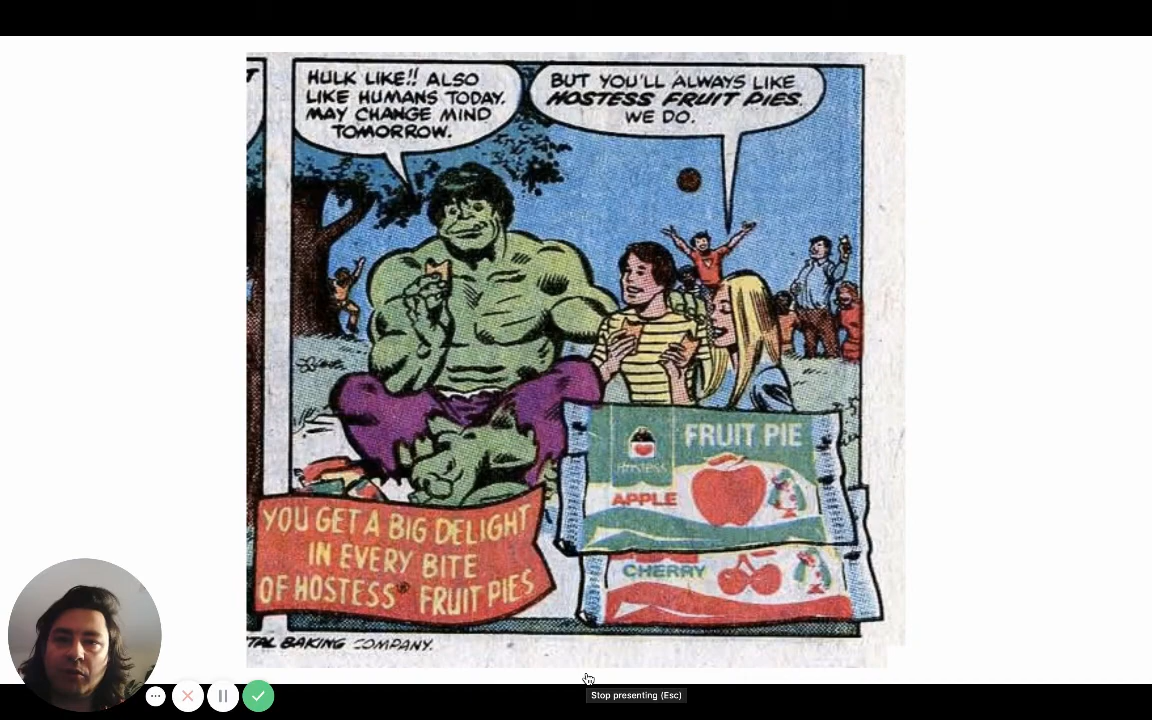 T
HULK LIKE!! ALSO
LIKE HUMANS TODAY.
MAY CHANGE MIND
TOMORROW.
BUT YOU'LL ALWAYS LIKE
HOSTESS FRUIT PIES.
WE DO.
FRUIT PIE
Hostess
APPLE
CHERRY
YOU GET A BIG DELIGHT
IN EVERY BITE
OF HOSTESS® FRUIT PIES
TAL BAKING COMPANY.
Stop presenting (Esc)